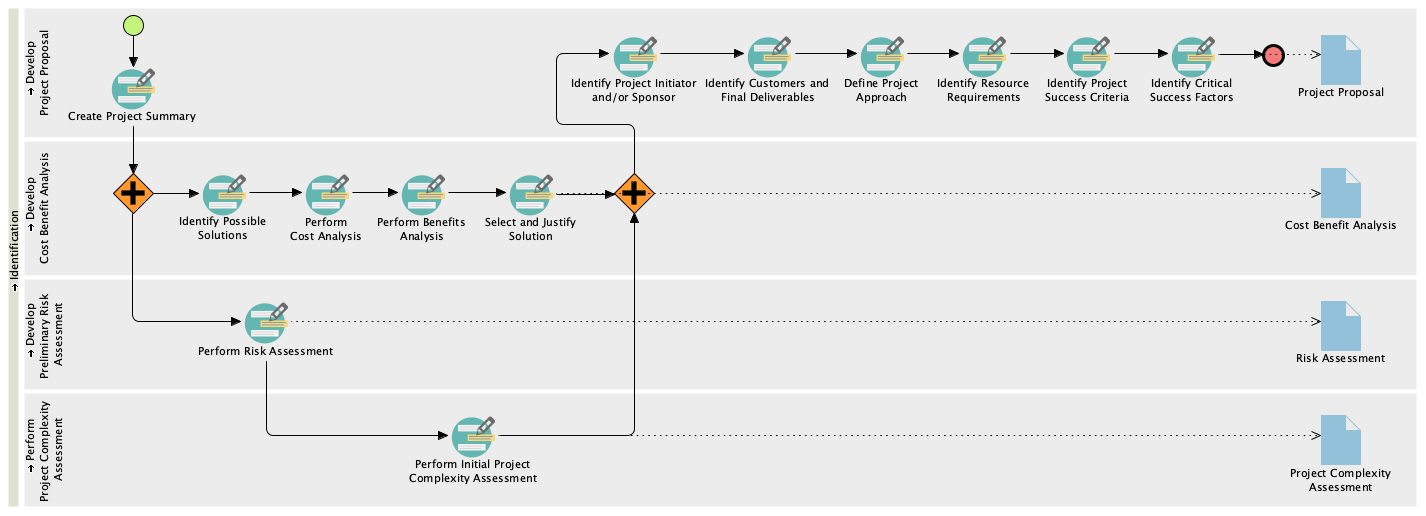 Identification
Develop
Project Proposal
Create Project Summary
Identify Project Initiator
and/or Sponsor
Identify Customers and
Final Deliverables
Define Project
Approach
Identify Resource
Requirements
Identify Project
Success Criteria
Identify Critical
Success Factors
Project Proposal
Develop
Cost Benefit Analysis
Identify Possible
Solutions
Perform
Cost Analysis
Perform Benefits
Analysis
Select and Justify
Solution
Cost Benefit Analysis
Develop
Preliminary Risk
Assessment
Perform Risk Assessment
Risk Assessment
Perform
Project Complexity
Assessment
Perform Initial Project
Complexity Assessment
Project Complexity
Assessment